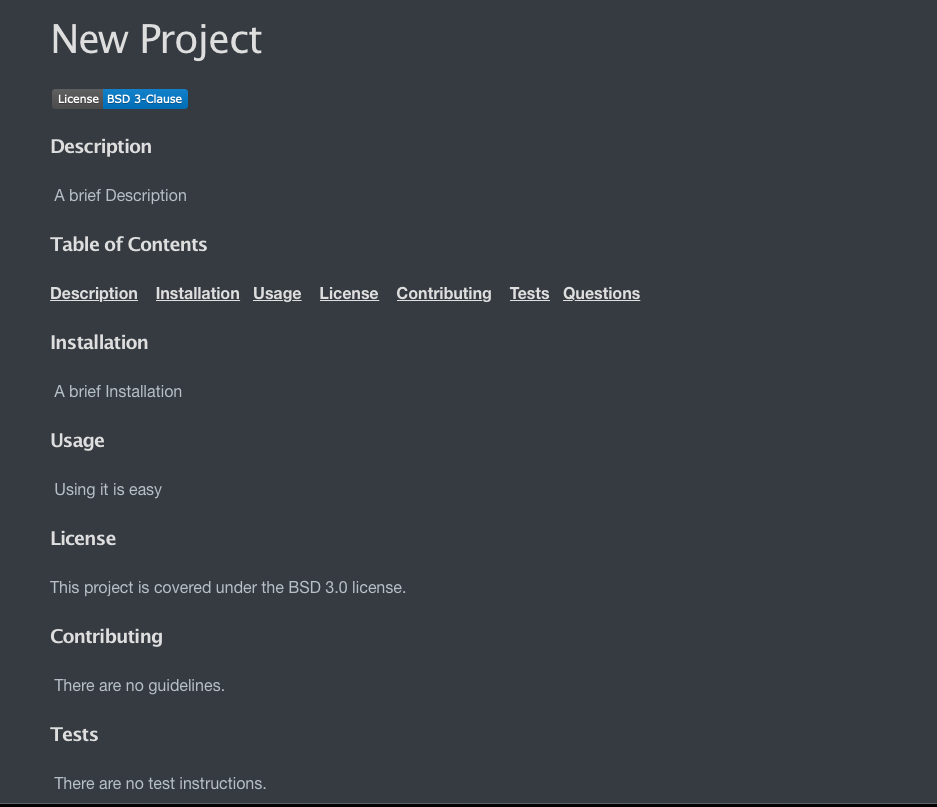 New Project
License BSD 3-Clause
Description
A brief Description
Table of Contents
Description Installation Usage License Contributing Tests Questions
Installation
A brief Installation
Usage
Using it is easy
License
This project is covered under the BSD 3.0 license.
Contributing
There are no guidelines.
Tests
There are no test instructions.